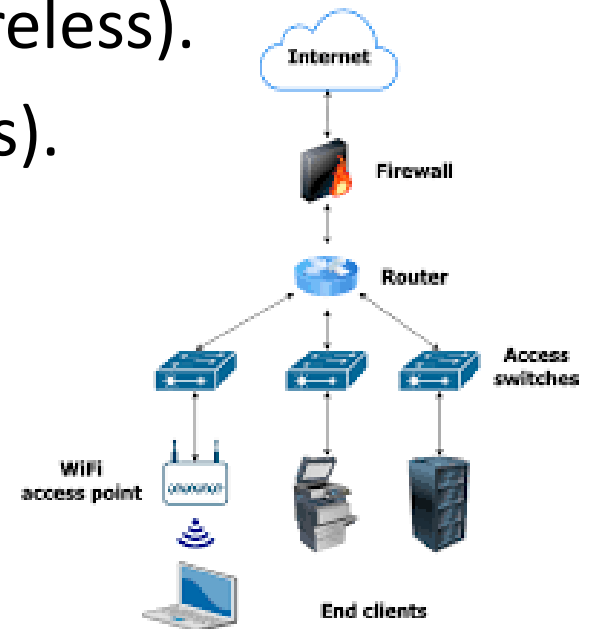 reless).
s).
Internet
Firewall
Router
Access
switches
WiFi
access point
End clients